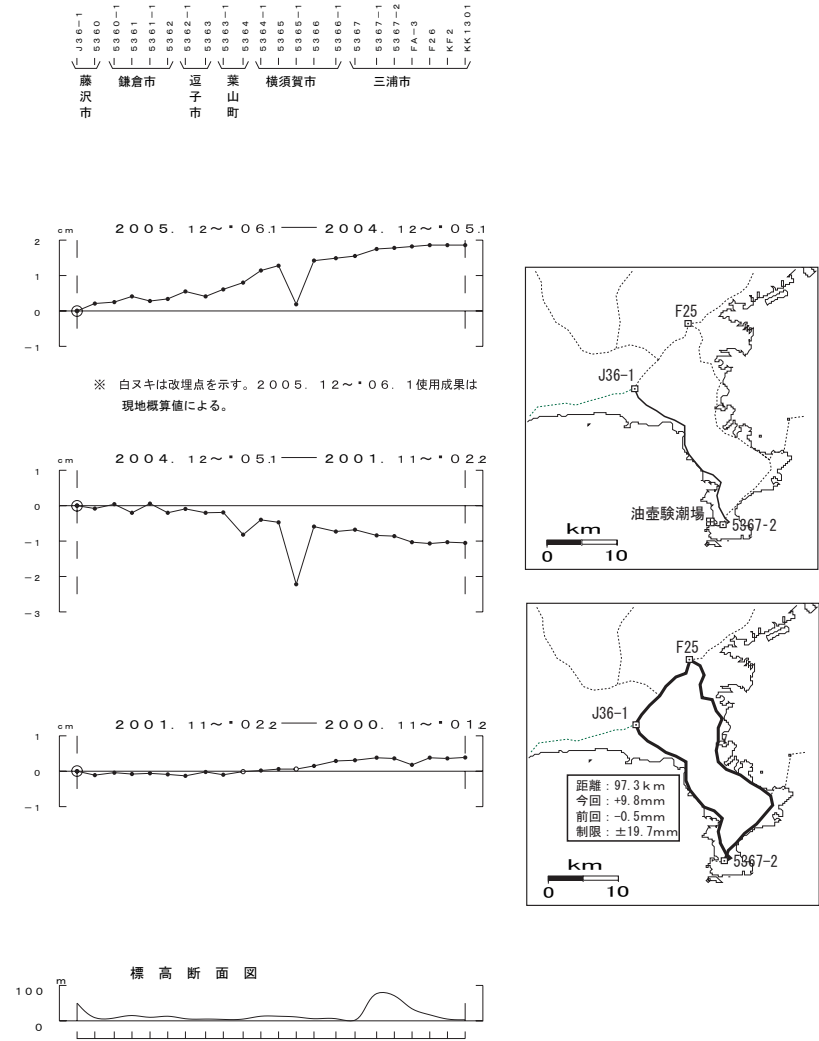 J36-1
5360
5360-1
5361
5361-1
5362
5362-1
5363
5363-1
5364
5364-1
5365
5365-1
5366
5366-1
5367
5367-1
5367-2
FA-3
F26
KF2
KK1301
藤沢市
鎌倉市
逗子市
葉山町
横須賀市
三浦市
cm
2005. 12~'06.1 ── 2004. 12~'05.1
2
1
0
-1
※ 白ヌキは改埋点を示す。2005. 12~'06. 1使用成果は
現地概算値による。
cm
2004. 12~'05.1 ── 2001. 11~'02.2
1
0
-1
-2
-3
cm
2001. 11~'02.2 ── 2000. 11~'01.2
1
0
-1
標高断面図
m
100
0
F25
J36-1
油壷験潮場
5367-2
km
0 10
F25
J36-1
距離:97.3km
今回:+9.8mm
前回:-0.5mm
制限:±19.7mm
5367-2
km
0 10